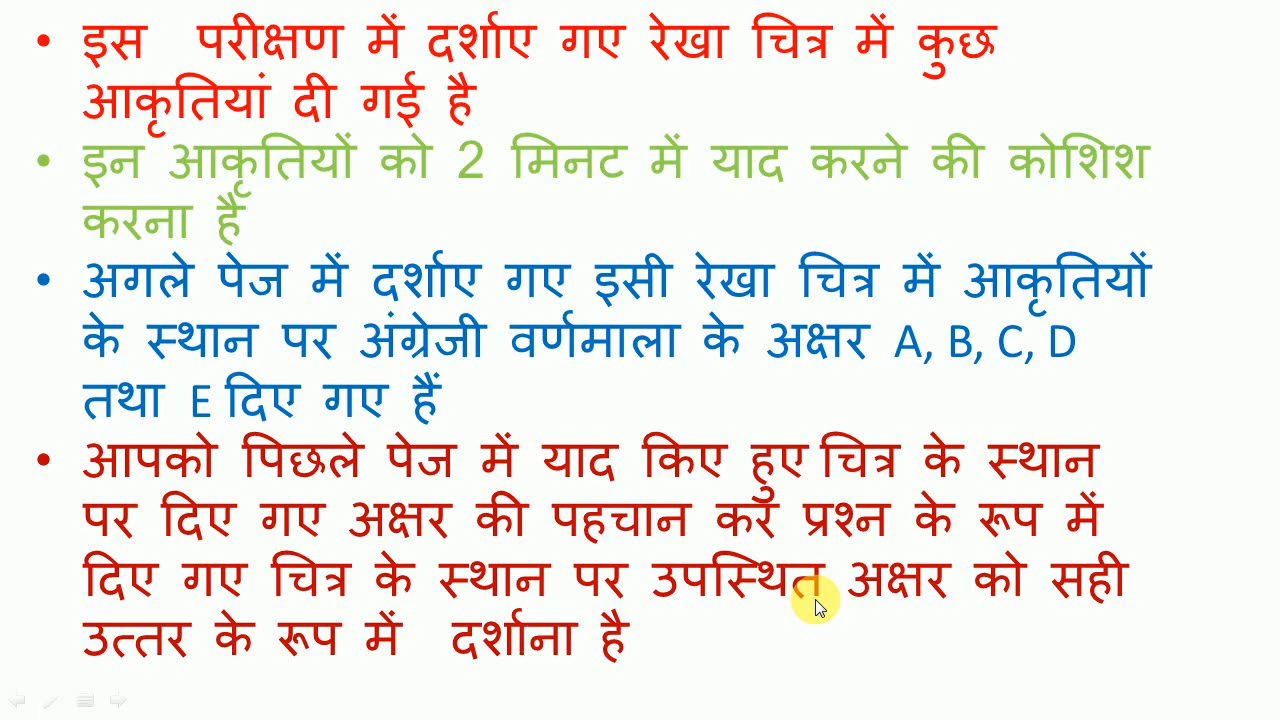 • इस परीक्षण में दर्शाए गए रेखा चित्र में कुछ
आकृतियां दी गई है
• इन आकृतियों को 2 मिनट में याद करने की कोशिश
करना है
• अगले पेज में दर्शाए गए इसी रेखा चित्र में आकृतियों
के स्थान पर अंग्रेजी वर्णमाला के अक्षर A, B, C, D
तथा E दिए गए हैं
• आपको पिछले पेज में याद किए हुए चित्र के स्थान
पर दिए गए अक्षर की पहचान कर प्रश्न के रूप में
दिए गए चित्र के स्थान पर उपस्थित अक्षर को सही
उत्तर के रूप में दर्शाना है